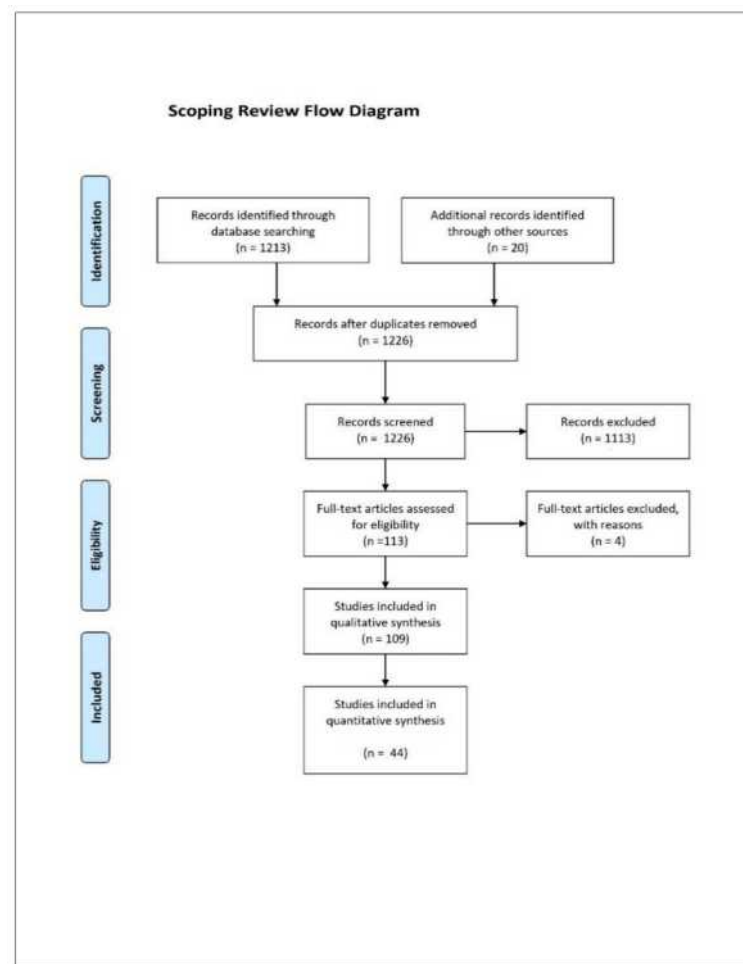 Scoping Review Flow Diagram
Identification
Records identified through
database searching
(n = 1213)
Additional records identified
through other sources
(n = 20)
Records after duplicates removed
(n = 1226)
Screening
Records screened
(n = 1226)
Records excluded
(n = 1113)
Eligibility
Full-text articles assessed
for eligibility
(n =113)
Full-text articles excluded,
with reasons
(n = 4)
Studies included in
qualitative synthesis
(n = 109)
Included
Studies included in
quantitative synthesis
(n = 44)